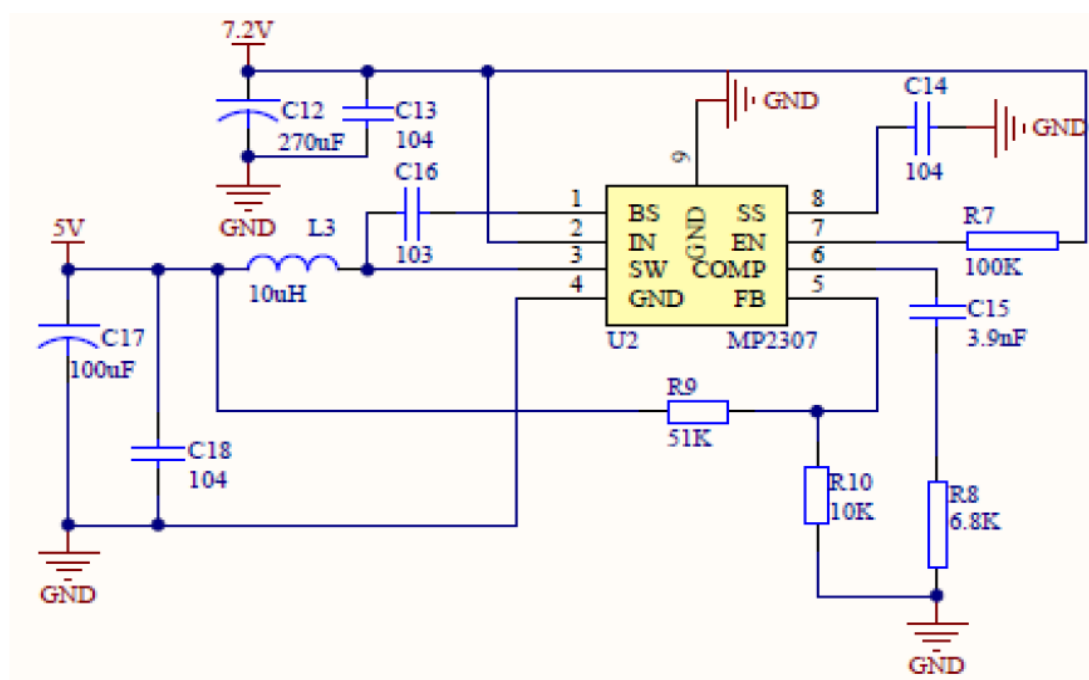 7.2V
C12
270uF
C13
104
GND
C16
103
5V
L3
10uH
C17
100uF
C18
104
GND
9
GND
C14
104
GND
1
2
3
4
BS
IN
SW
GND
GND
SS
EN
COMP
FB
8
7
6
5
U2
MP2307
R7
100K
C15
3.9nF
R9
51K
R10
10K
R8
6.8K
GND